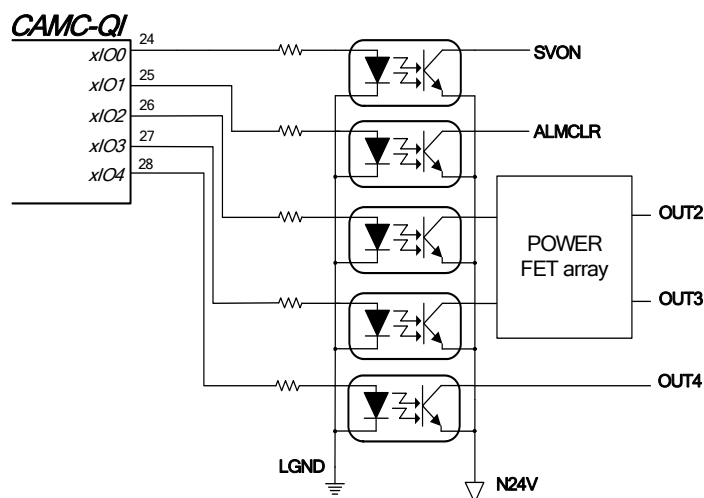 CAMC-QI
xIO0
24
SVON
xIO1
25
ALMCLR
xIO2
26
xIO3
27
xIO4
28
POWER
FET array
OUT2
OUT3
OUT4
LGND
N24V